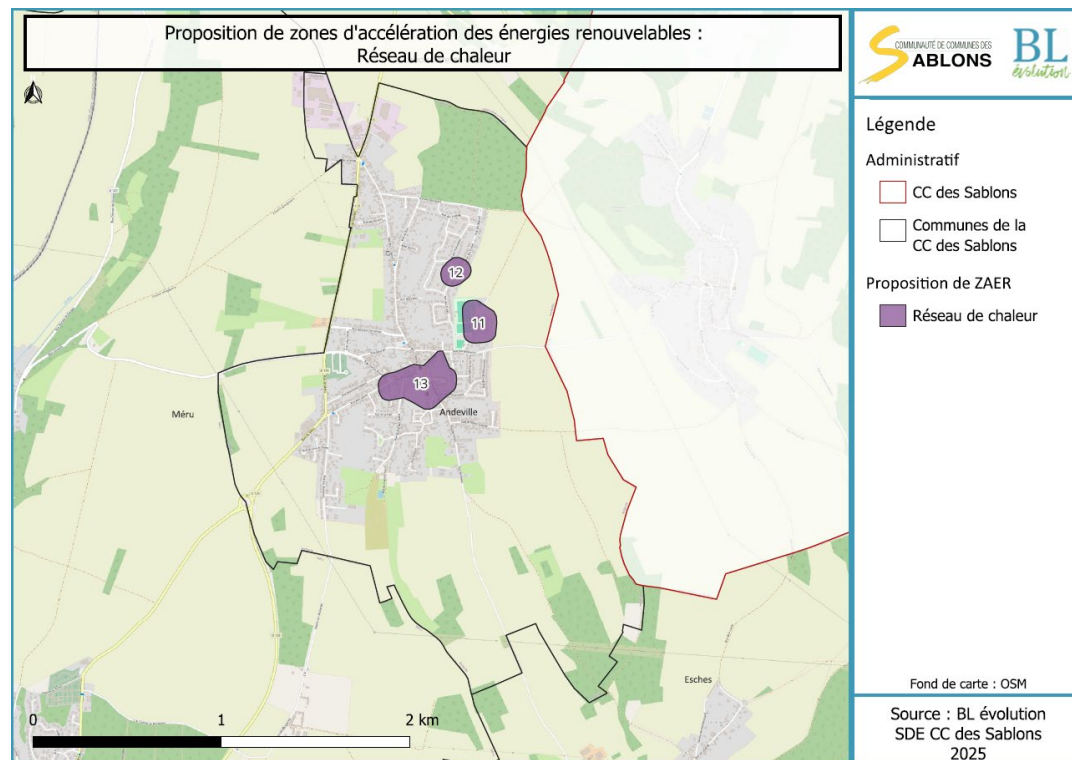 Proposition de zones d'accélération des énergies renouvelables :
Réseau de chaleur
12
11
13
Méru
Andeville
Esches
0 1 2 km
COMMUNAUTÉ DE COMMUNES DES
SABLONS
BL
évolution
Légende
Administratif
CC des Sablons
Communes de la
CC des Sablons
Proposition de ZAER
Réseau de chaleur
Fond de carte : OSM
Source : BL évolution
SDE CC des Sablons
2025